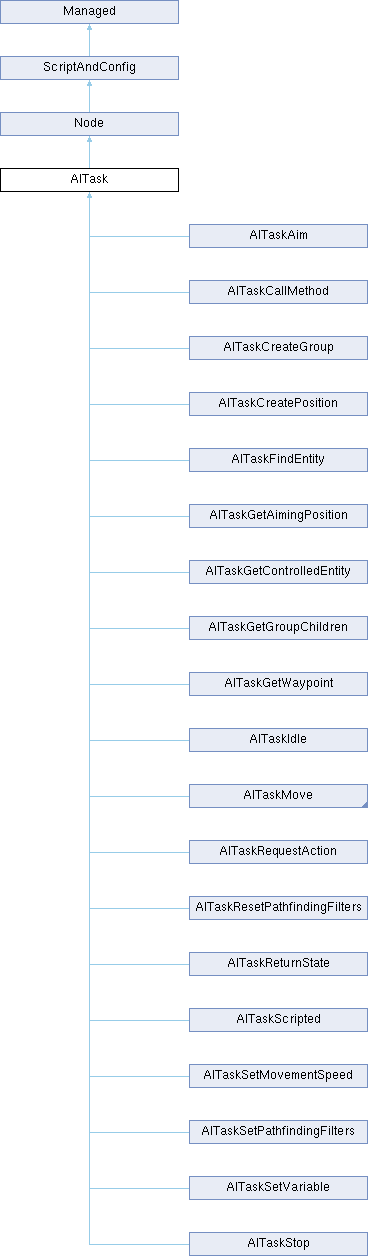 Managed
ScriptAndConfig
Node
AITask
AITaskAim
AITaskCallMethod
AITaskCreateGroup
AITaskCreatePosition
AITaskFindEntity
AITaskGetAimingPosition
AITaskGetControlledEntity
AITaskGetGroupChildren
AITaskGetWaypoint
AITaskIdle
AITaskMove
AITaskRequestAction
AITaskResetPathfindingFilters
AITaskReturnState
AITaskScripted
AITaskSetMovementSpeed
AITaskSetPathfindingFilters
AITaskSetVariable
AITaskStop